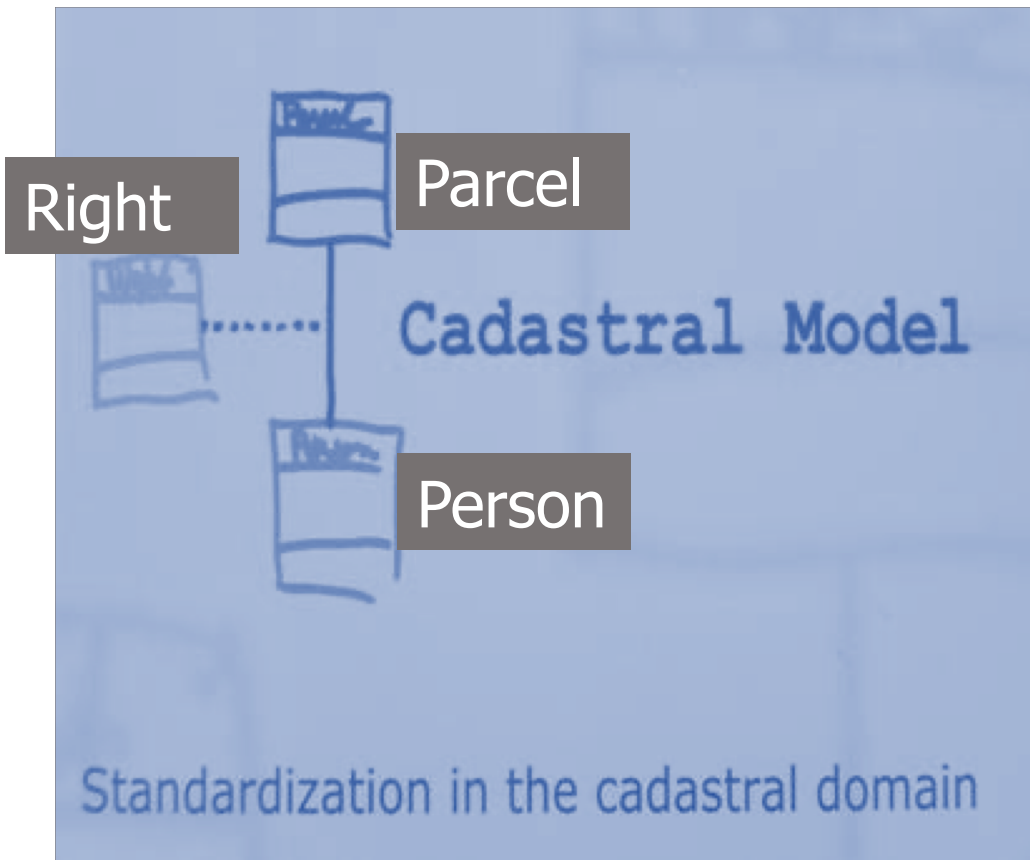 Parcel
Right
Cadastral Model
Person
Standardization in the cadastral domain